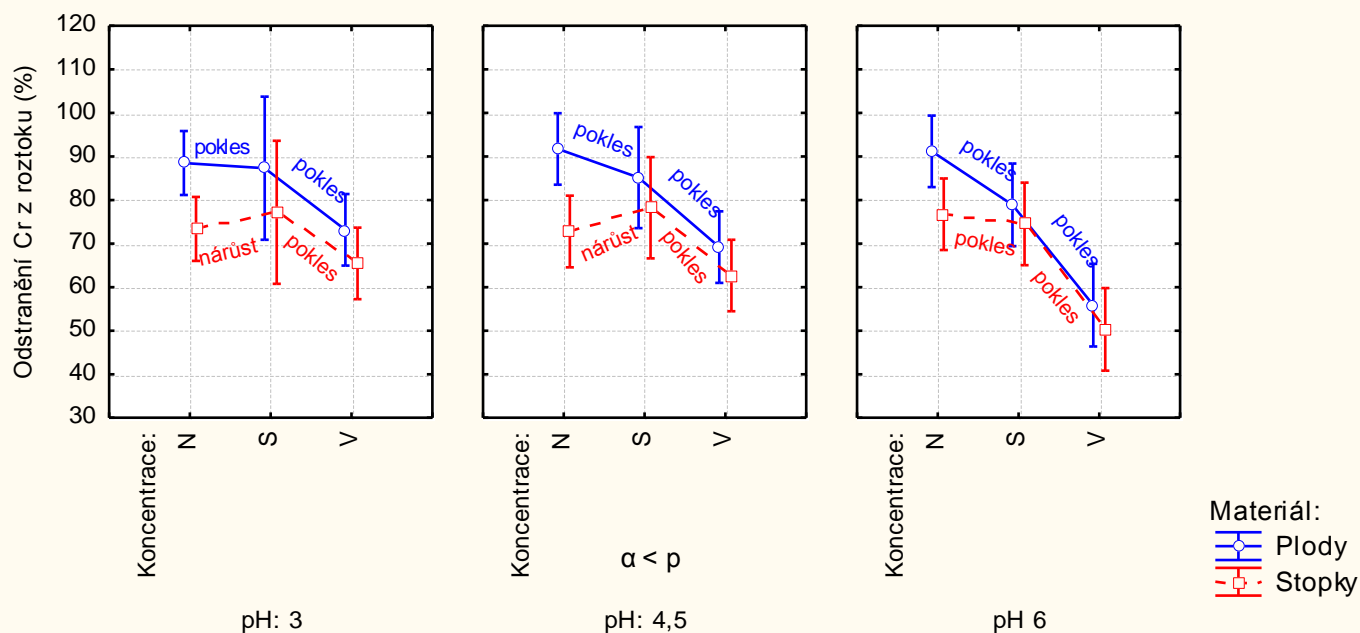 Odstranění Cr z roztoku (%)
120
110
100
90
80
70
60
50
40
30
pokles
pokles
nárůst
pokles
pokles
pokles
nárůst
pokles
pokles
pokles
pokles
pokles
Koncentrace:
N
S
V
Koncentrace:
N
S
V
Koncentrace:
N
S
V
α < p
pH: 3
pH: 4,5
pH 6
Materiál:
Plody
Stopky